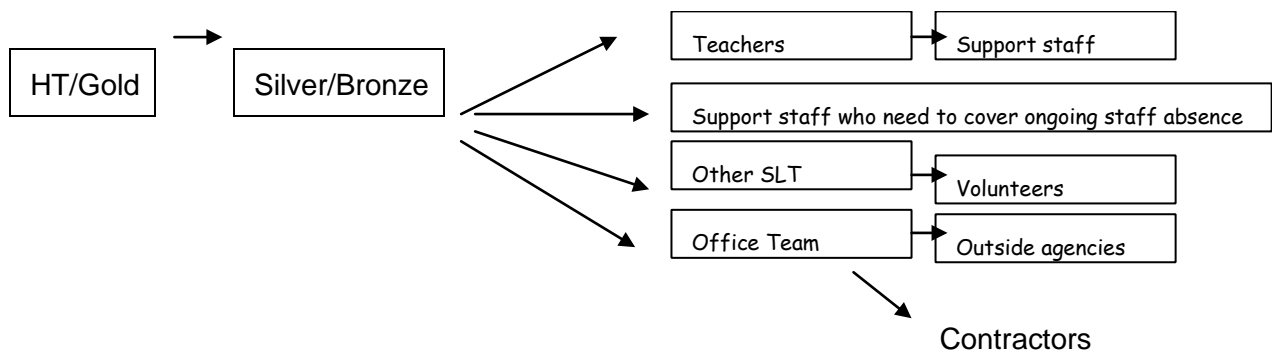 HT/Gold
Silver/Bronze
Teachers
Support staff
Support staff who need to cover ongoing staff absence
Other SLT
Volunteers
Office Team
Outside agencies
Contractors